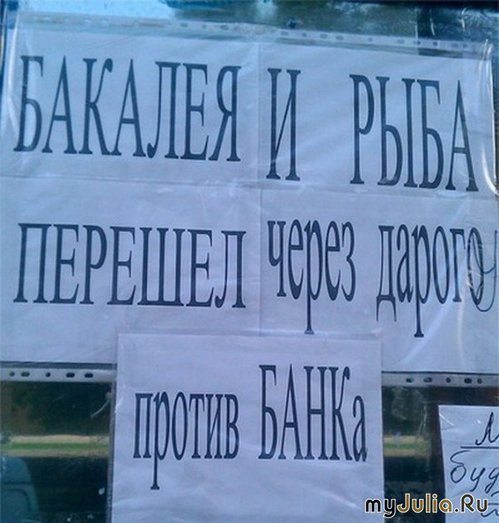 БАКАЛЕЯ И РЫБА
ПЕРЕШЕЛ через дарогу
против БАНКа
myJulia.Ru